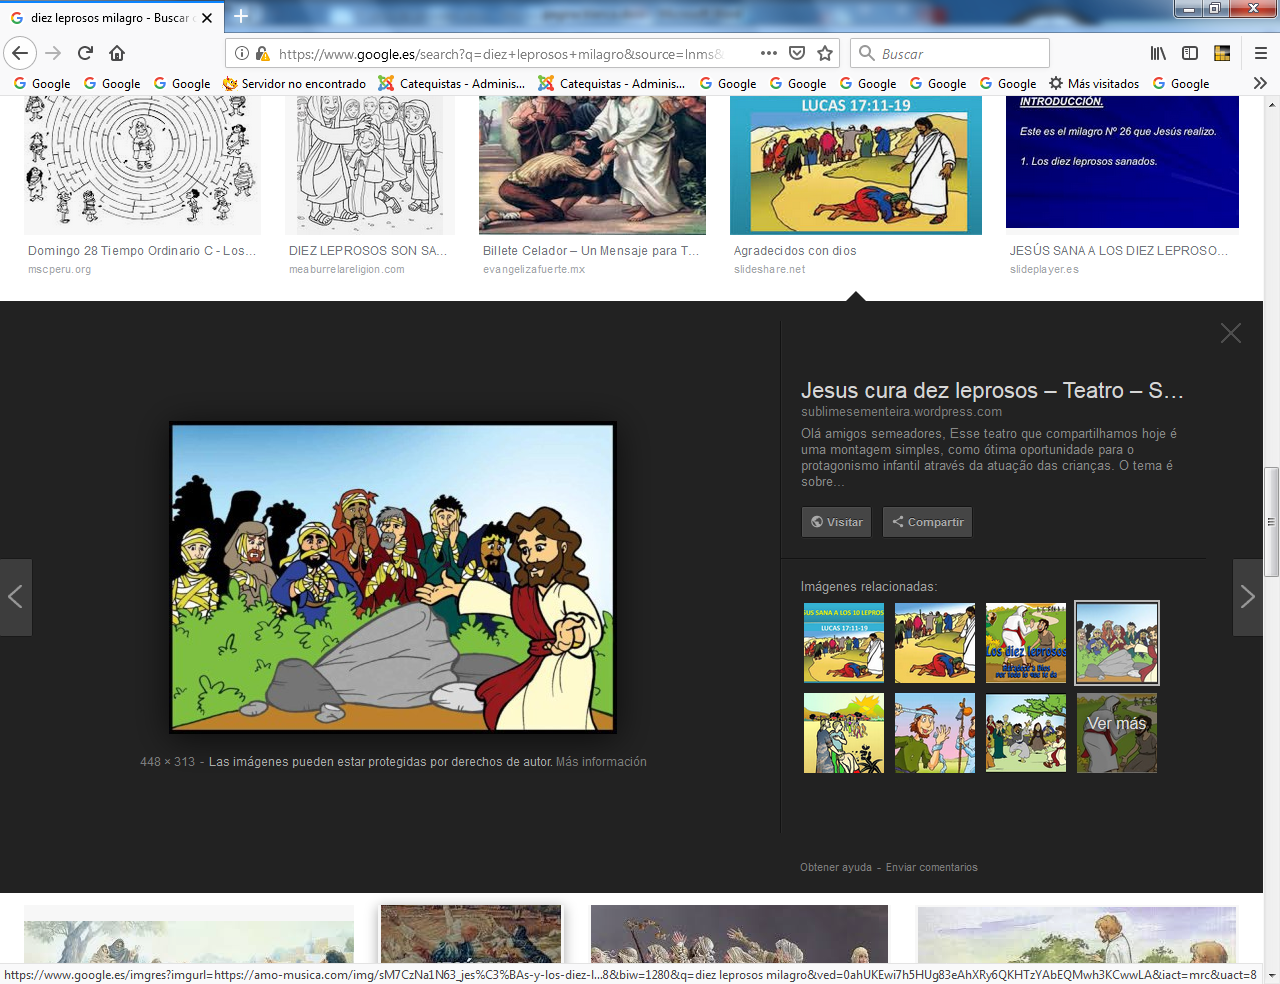 diez leprosos milagro - Buscar
https://www.google.es/search?q=diez+leprosos+milagro&source=lnms&
Buscar
Google
Google
Google
Servidor no encontrado
Catequistas - Adminis...
Catequistas - Adminis...
Google
Google
Google
Google
Google
Más visitados
Google
LUCAS 17:11-19
INTRODUCCIÓN.
Este es el milagro Nº 26 que Jesús realizo.
1. Los diez leprosos sanados.
Domingo 28 Tiempo Ordinario C - Los...
mscperu.org
DIEZ LEPROSOS SON SA...
meaburrelareligion.com
Billete Celador – Un Mensaje para T...
evangelizafuerte.mx
Agradecidos con dios
slideshare.net
JESÚS SANA A LOS DIEZ LEPROSO...
slideplayer.es
Jesus cura dez leprosos – Teatro – S...
sublimesementeira.wordpress.com
Olá amigos semeadores, Esse teatro que compartilhamos hoje é
uma montagem simples, como ótima oportunidade para o
protagonismo infantil através da atuação das crianças. O tema é
sobre...
Visitar
Compartir
Imágenes relacionadas:
SUS SANA A LOS 10 LEPROS
LUCAS 17:11-19
Los diez leprosos
Ver más
448 × 313 - Las imágenes pueden estar protegidas por derechos de autor. Más información
Obtener ayuda - Enviar comentarios
https://www.google.es/imgres?imgurl=https://amo-musica.com/img/sM7CzNa1N63_jes%C3%BAs-y-los-diez-l...8&biw=1280&q=diez leprosos milagro&ved=0ahUKEwi7h5HUg83eAhXRy6QKHTzYAbEQMwh3KCwwLA&iact=mrc&uact=8